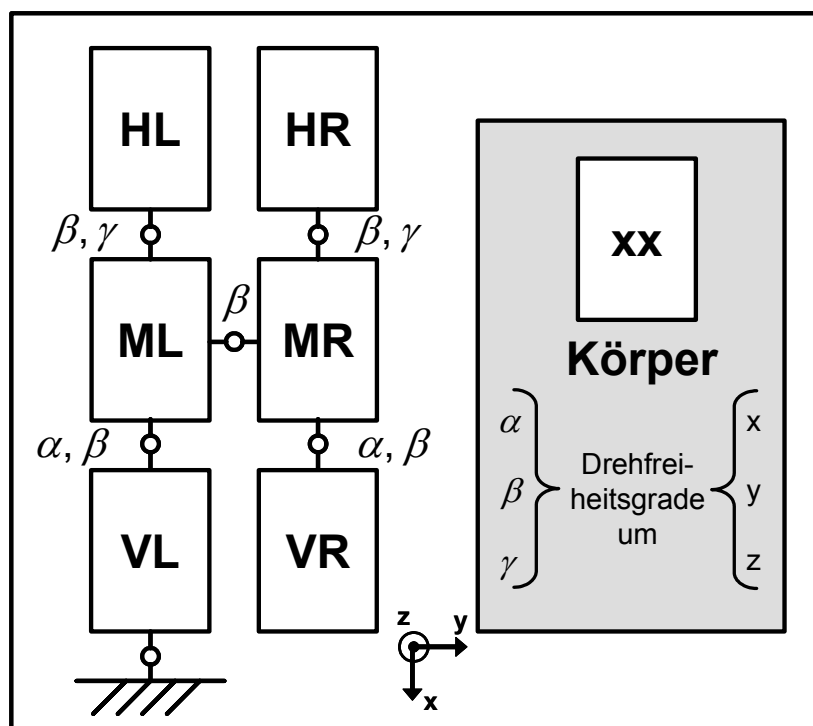 HL HR
β, γ β, γ
β
ML MR
α, β α, β
VL VR
z
y
x
xx
Körper
α x
Drehfrei-
β heitsgrade y
um
γ z